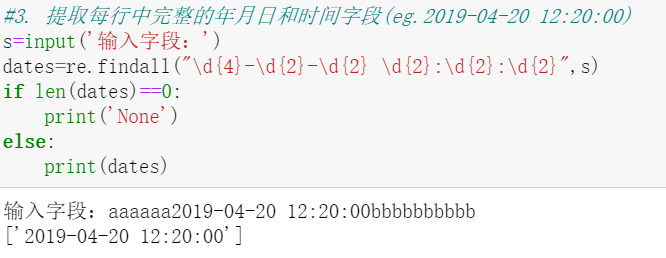 #3. 提取每行中完整的年月日和时间字段(eg.2019-04-20 12:20:00)
s=input('输入字段：')
dates=re.findall("\d{4}-\d{2}-\d{2} \d{2}:\d{2}:\d{2}",s)
if len(dates)==0:
    print('None')
else:
    print(dates)
输入字段：aaaaaa2019-04-20 12:20:00bbbbbbbbbb
['2019-04-20 12:20:00']